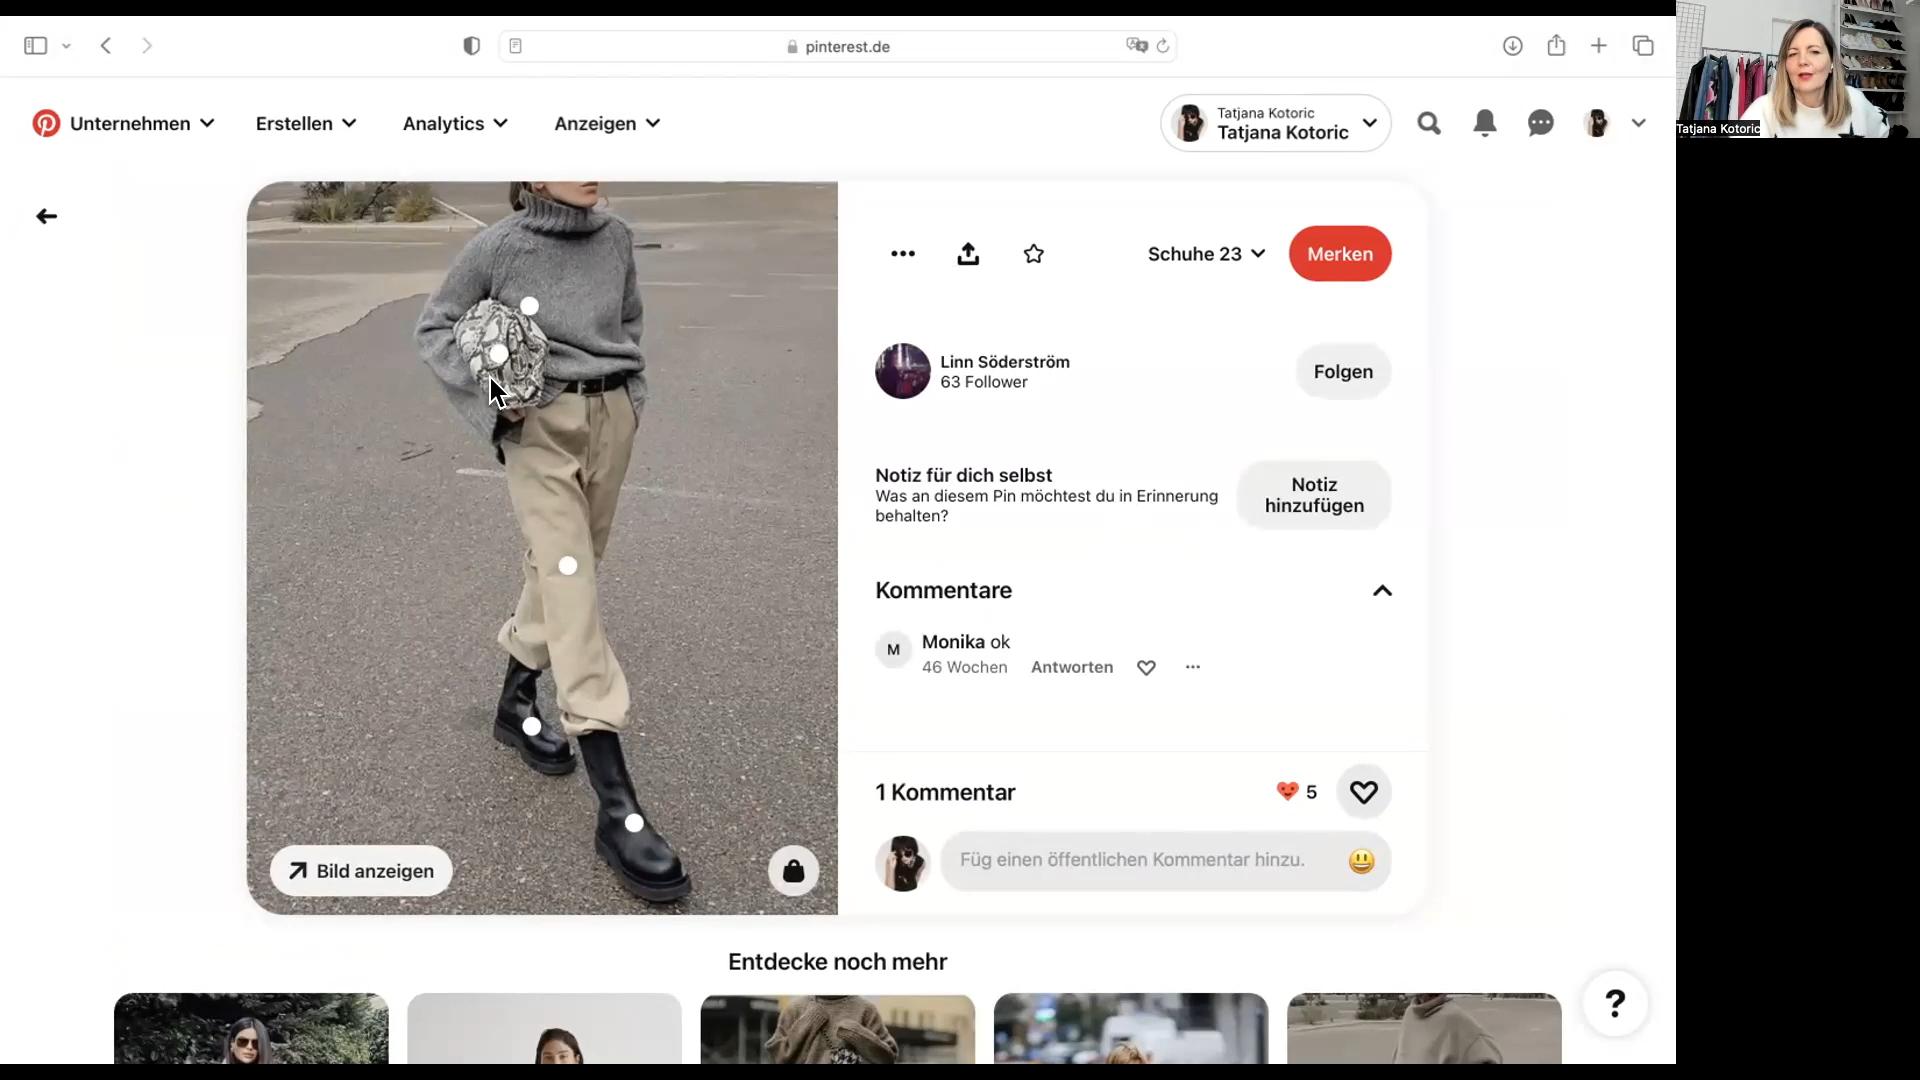 pinterest.de
Unternehmen
Erstellen
Analytics
Anzeigen
Tatjana Kotoric
Tatjana Kotoric
Tatjana Kotoric
Schuhe 23
Merken
Linn Söderström
63 Follower
Folgen
Notiz für dich selbst
Was an diesem Pin möchtest du in Erinnerung
behalten?
Notiz
hinzufügen
Kommentare
M
Monika ok
46 Wochen
Antworten
1 Kommentar
5
Füg einen öffentlichen Kommentar hinzu.
Bild anzeigen
Entdecke noch mehr
?